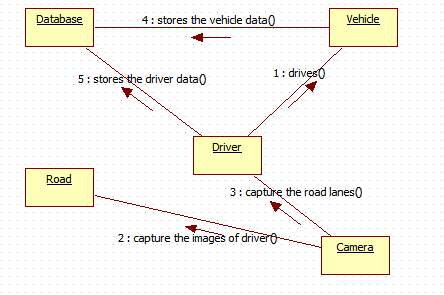 Database
4 : stores the vehicle data()
Vehicle
5 : stores the driver data()
1 : drives()
Driver
Road
3 : capture the road lanes()
2 : capture the images of driver()
Camera